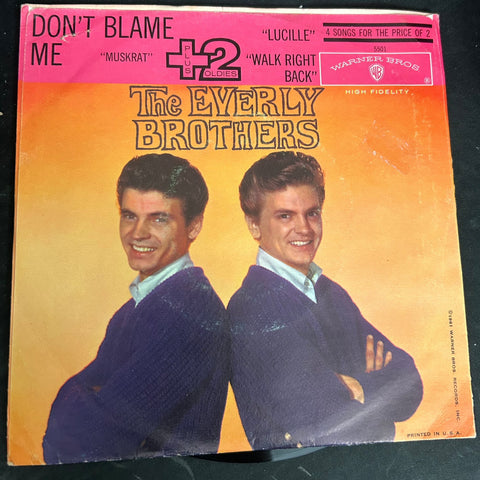 DON'T BLAME
ME
"MUSKRAT"
+2
PLUS
OLDIES
"LUCILLE"
"WALK RIGHT
BACK"
4 SONGS FOR THE PRICE OF 2
5501
WARNER BROS
WB
®
HIGH FIDELITY
The EVERLY
BROTHERS
©1961 WARNER BROS. RECORDS, INC.
PRINTED IN U.S.A.